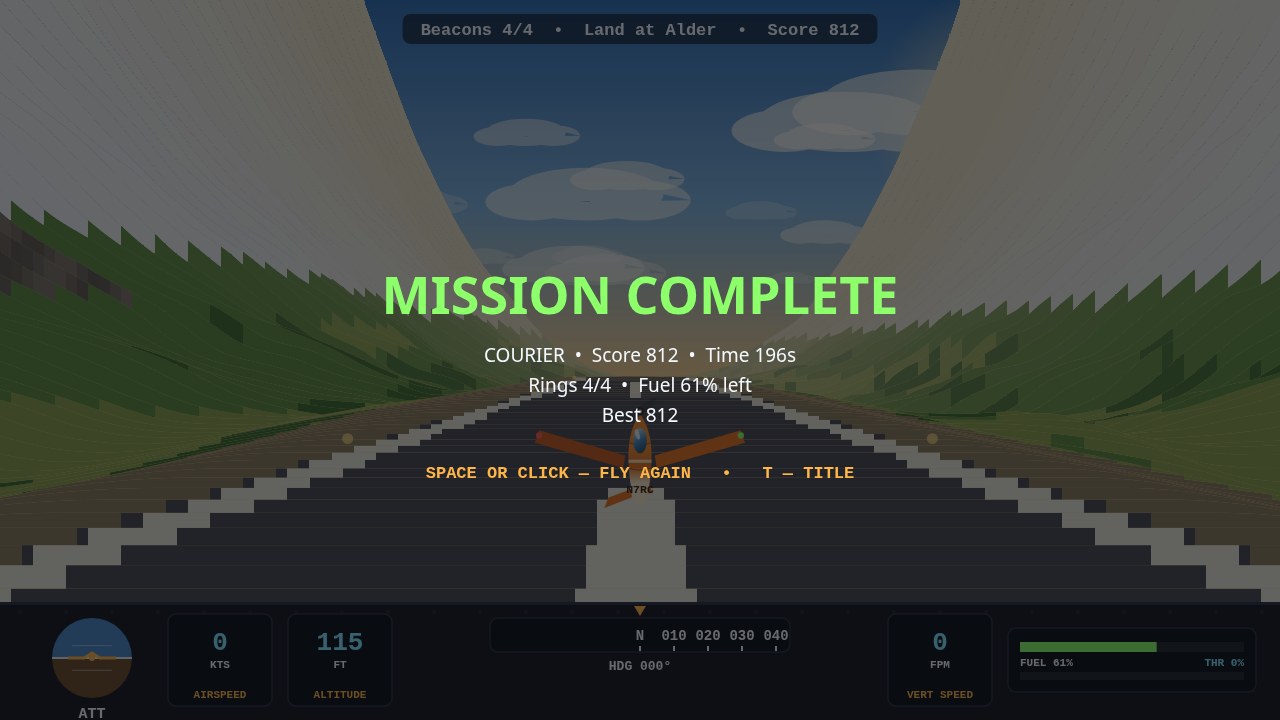 Beacons 4/4 • Land at Alder • Score 812
MISSION COMPLETE
COURIER • Score 812 • Time 196s
Rings 4/4 • Fuel 61% left
Best 812
SPACE OR CLICK — FLY AGAIN • T — TITLE
0
KTS
AIRSPEED
115
FT
ALTITUDE
N 010 020 030 040
HDG 000°
0
FPM
VERT SPEED
FUEL 61% THR 0%
ATT